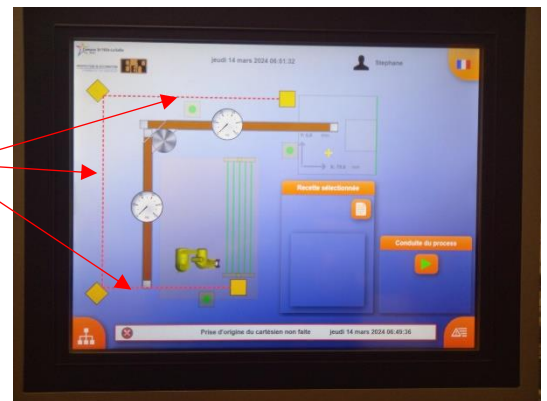 jeudi 14 mars 2024 06:51:32
Stephane
Recette sélectionnée
Conduite du process
Prise d'origine du cartésien non faite jeudi 14 mars 2024 06:49:36